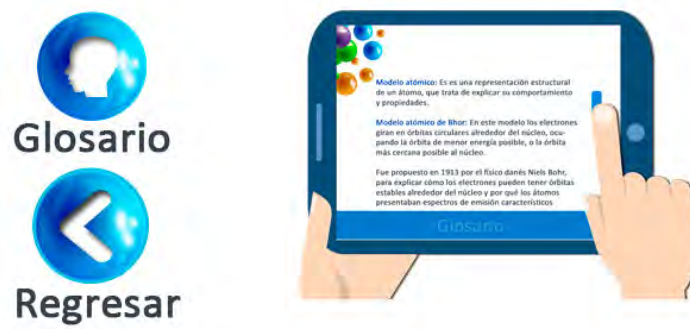 Glosario
Regresar
Modelo atómico: Es es una representación estructural
de un átomo, que trata de explicar su comportamiento
y propiedades.
Modelo atómico de Bhor: En este modelo los electrones
giran en órbitas circulares alrededor del núcleo, ocu-
pando la órbita de menor energía posible, o la órbita
más cercana posible al núcleo.
Fue propuesto en 1913 por el físico danés Niels Bohr,
para explicar cómo los electrones pueden tener órbitas
estables alrededor del núcleo y por qué los átomos
presentaban espectros de emisión característicos
Glosario